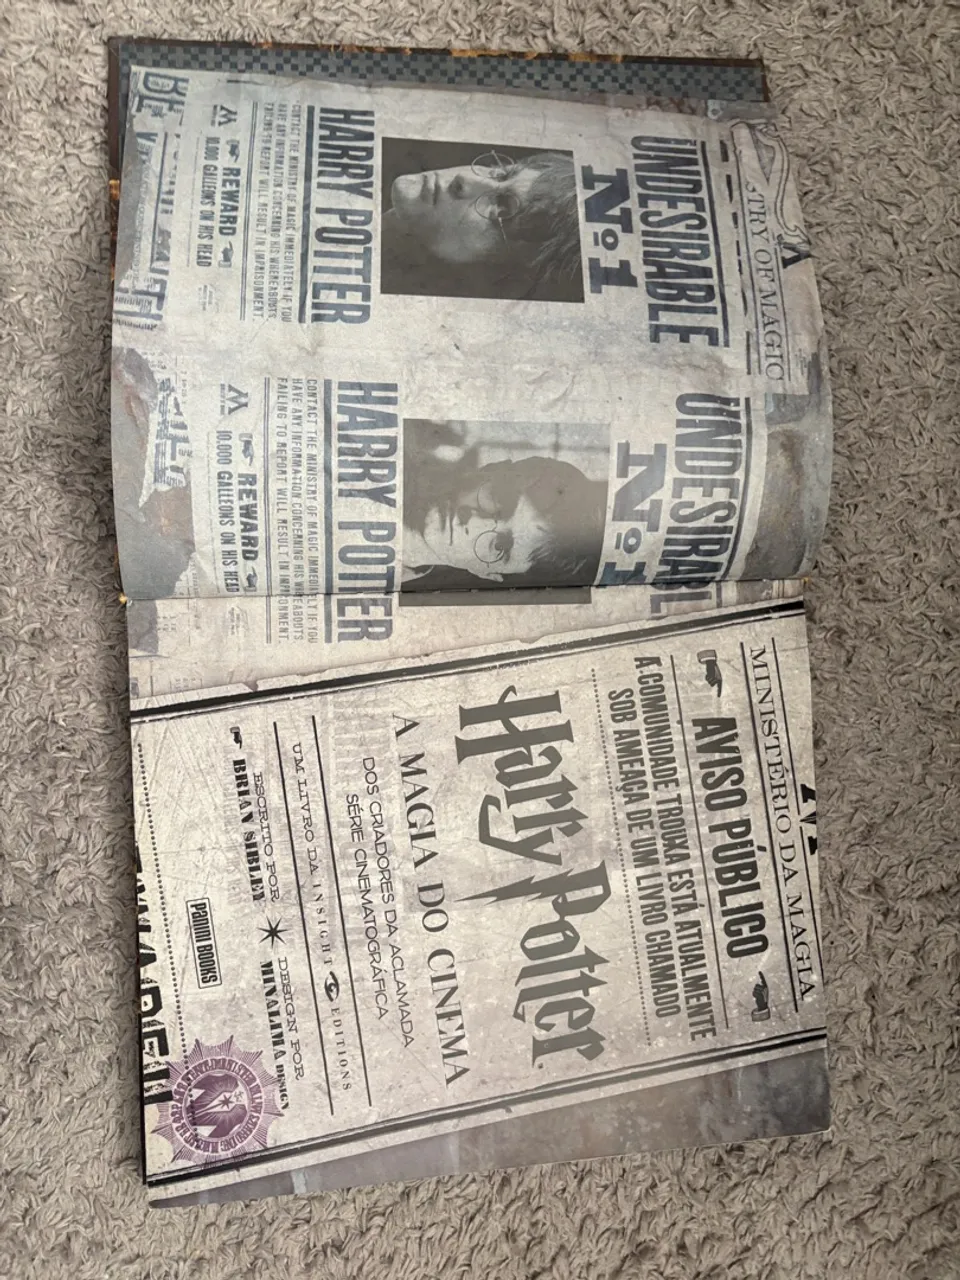 STRY OF MAGIC
UNDESIRABLE
Nº1
HARRY POTTER
CONTACT THE MINISTRY OF MAGIC IMMEDIATELY IF YOU
HAVE ANY INFORMATION CONCERNING HIS WHEREABOUTS.
FAILING TO REPORT WILL RESULT IN IMPRISONMENT.
REWARD
10,000 GALLEONS ON HIS HEAD
UNDESIRABLE
Nº1
HARRY POTTER
CONTACT THE MINISTRY OF MAGIC IMMEDIATELY IF YOU
HAVE ANY INFORMATION CONCERNING HIS WHEREABOUTS.
FAILING TO REPORT WILL RESULT IN IMPRISONMENT.
REWARD
10,000 GALLEONS ON HIS HEAD
BE
MINISTÉRIO DA MAGIA
AVISO PÚBLICO
A COMUNIDADE TROUXA ESTÁ ATUALMENTE
SOB AMEAÇA DE UM LIVRO CHAMADO
Harry Potter
A MAGIA DO CINEMA
DOS CRIADORES DA ACLAMADA
SÉRIE CINEMATOGRÁFICA
UM LIVRO DA INSIGHT EDITIONS
ESCRITO POR DESIGN POR
BRIAN SIBLEY MINALIMA DESIGN
PANINI BOOKS